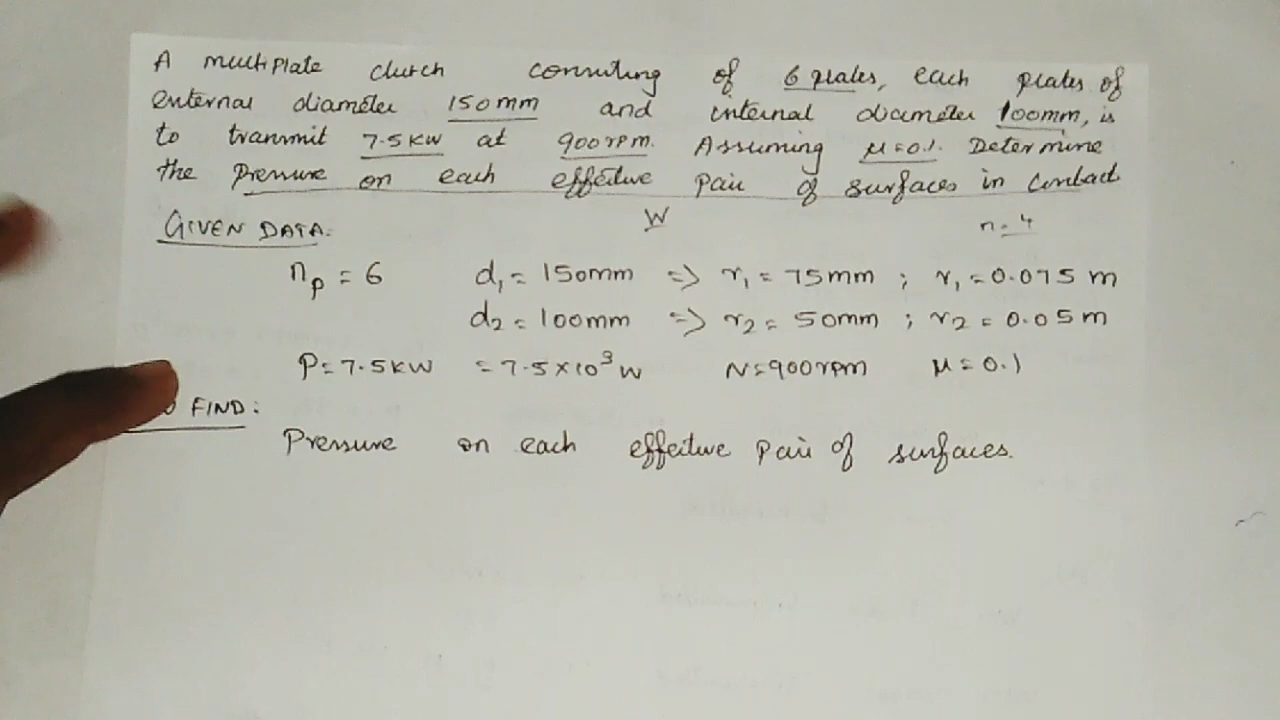 A multiplate clutch consisting of 6 plates, each plates of
external diameter 150mm and internal diameter 100mm, is
to transmit 7.5KW at 900rpm. Assuming μ=0.1. Determine
the Pressure on each effective pair of surfaces in contact
W n=4
GIVEN DATA:
np = 6 d1 = 150mm => r1 = 75mm ; r1 = 0.075 m
d2 = 100mm => r2 = 50mm ; r2 = 0.05 m
P = 7.5KW = 7.5×10³ W N=900rpm μ = 0.1
FIND:
Pressure on each effective pair of surfaces.